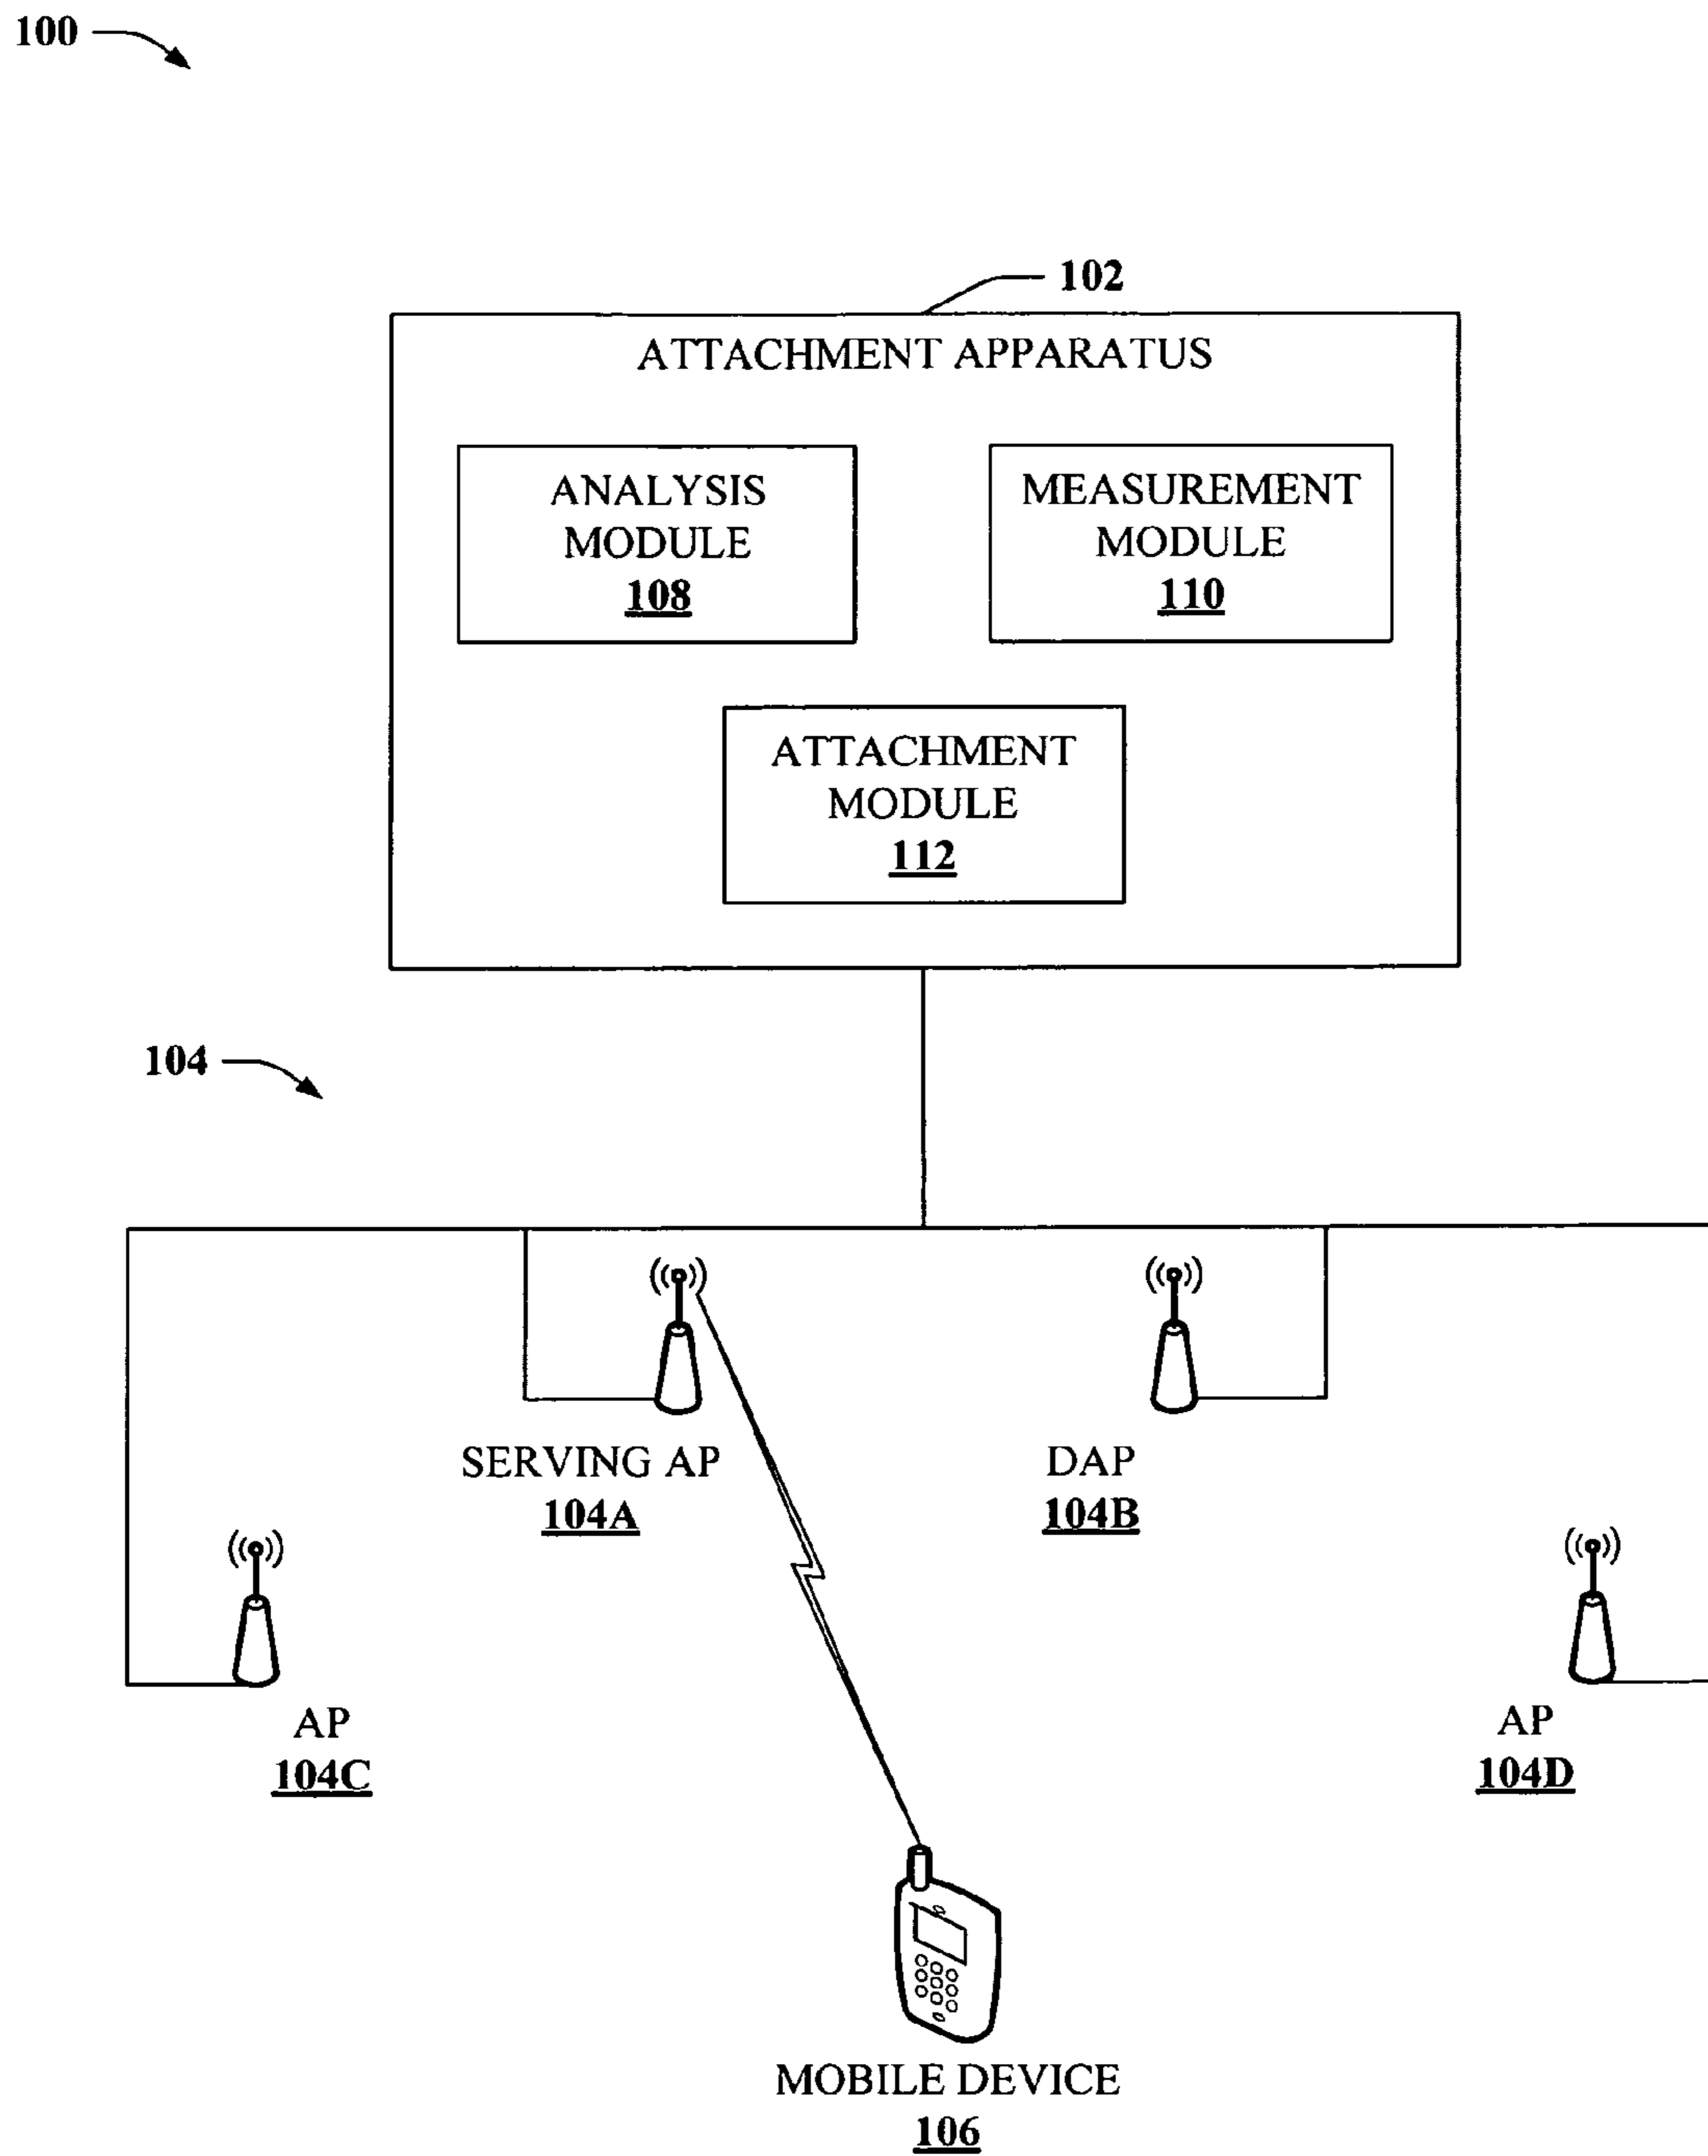 100
102
ATTACHMENT APPARATUS
ANALYSIS
MODULE
108
MEASUREMENT
MODULE
110
ATTACHMENT
MODULE
112
104
SERVING AP
104A
DAP
104B
AP
104C
AP
104D
MOBILE DEVICE
106